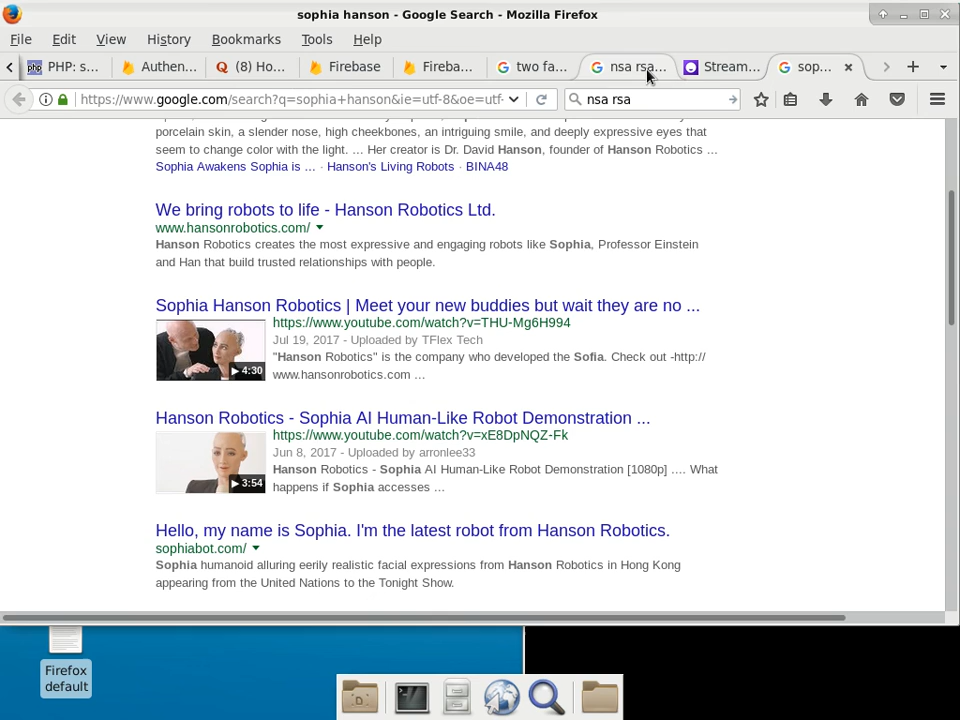 sophia hanson - Google Search - Mozilla Firefox
File Edit View History Bookmarks Tools Help
PHP: s... Authen... (8) Ho... Firebase Fireba... two fa... nsa rsa... Stream... sop...
https://www.google.com/search?q=sophia+hanson&ie=utf-8&oe=utf- nsa rsa
porcelain skin, a slender nose, high cheekbones, an intriguing smile, and deeply expressive eyes that
seem to change color with the light. ... Her creator is Dr. David Hanson, founder of Hanson Robotics ...
Sophia Awakens Sophia is ... · Hanson's Living Robots · BINA48
We bring robots to life - Hanson Robotics Ltd.
www.hansonrobotics.com/
Hanson Robotics creates the most expressive and engaging robots like Sophia, Professor Einstein
and Han that build trusted relationships with people.
Sophia Hanson Robotics | Meet your new buddies but wait they are no ...
https://www.youtube.com/watch?v=THU-Mg6H994
Jul 19, 2017 - Uploaded by TFlex Tech
"Hanson Robotics" is the company who developed the Sofia. Check out -http://
www.hansonrobotics.com ...
4:30
Hanson Robotics - Sophia AI Human-Like Robot Demonstration ...
https://www.youtube.com/watch?v=xE8DpNQZ-Fk
Jun 8, 2017 - Uploaded by arronlee33
Hanson Robotics - Sophia AI Human-Like Robot Demonstration [1080p] .... What
happens if Sophia accesses ...
3:54
Hello, my name is Sophia. I'm the latest robot from Hanson Robotics.
sophiabot.com/
Sophia humanoid alluring eerily realistic facial expressions from Hanson Robotics in Hong Kong
appearing from the United Nations to the Tonight Show.
Firefox
default